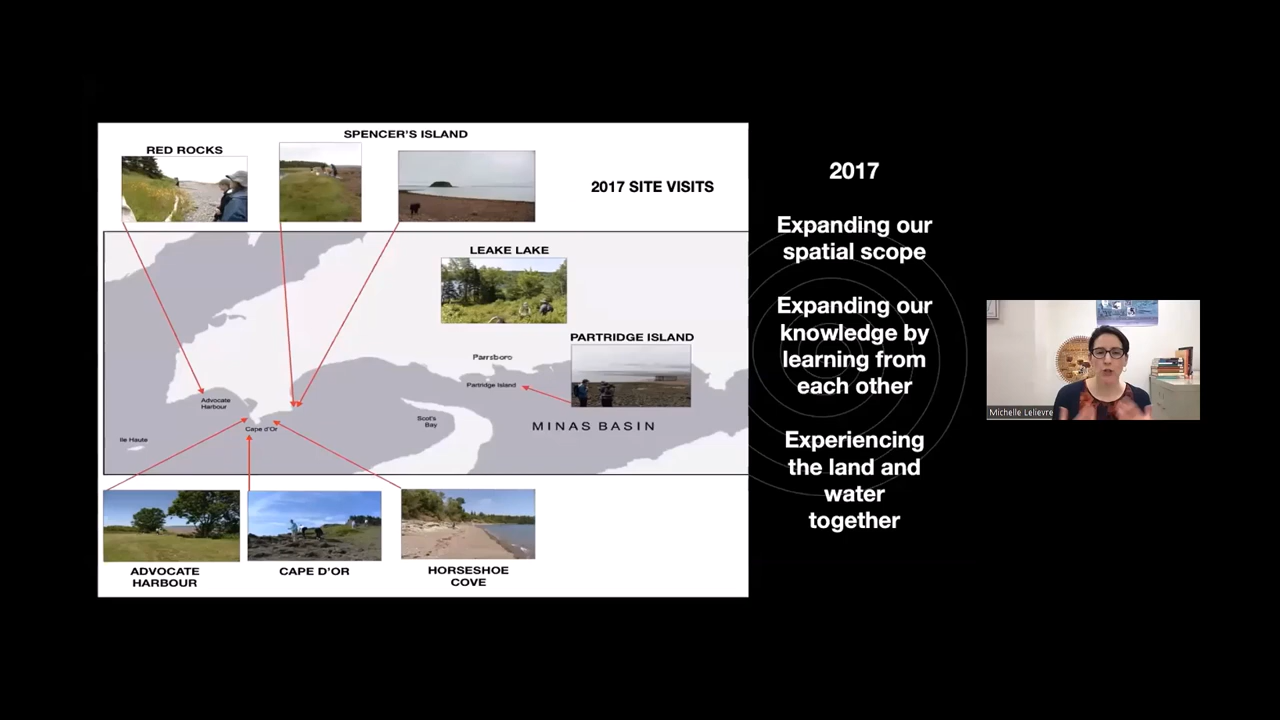 SPENCER'S ISLAND
RED ROCKS
2017 SITE VISITS
LEAKE LAKE
PARTRIDGE ISLAND
Parrsboro
Partridge Island
Advocate
Harbour
Scot's
Bay
MINAS BASIN
Cape d'Or
Ile Haute
ADVOCATE
HARBOUR
CAPE D'OR
HORSESHOE
COVE
2017
Expanding our
spatial scope
Expanding our
knowledge by
learning from
each other
Experiencing
the land and
water
together
Michelle Lelievre